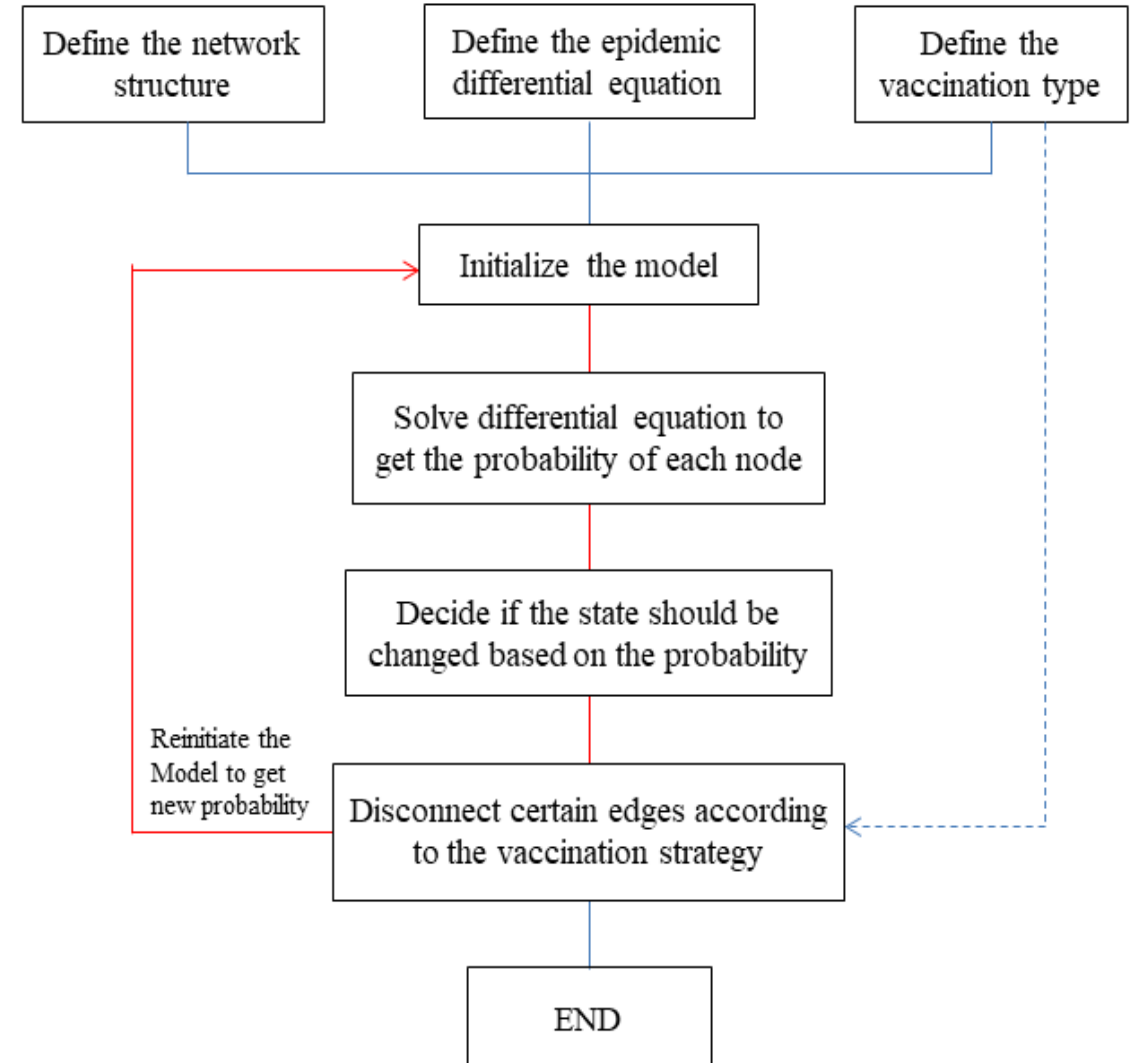 Define the network
structure
Define the epidemic
differential equation
Define the
vaccination type
Initialize the model
Solve differential equation to
get the probability of each node
Decide if the state should be
changed based on the probability
Reinitiate the
Model to get
new probability
Disconnect certain edges according
to the vaccination strategy
END